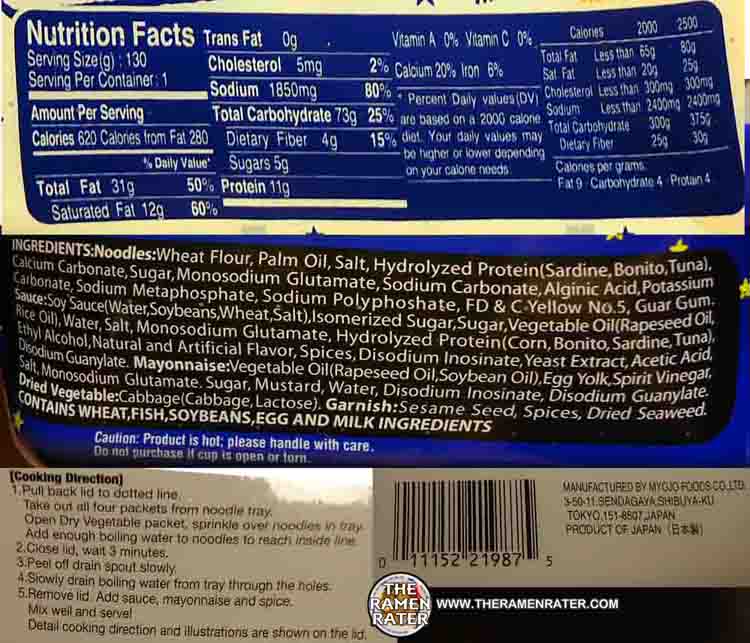 Nutrition Facts
Serving Size(g) : 130
Serving Per Container : 1
Amount Per Serving
Calories 620 Calories from Fat 280
% Daily Value*
Total Fat 31g 50%
Saturated Fat 12g 60%
Trans Fat 0g
Cholesterol 5mg 2%
Sodium 1850mg 80%
Total Carbohydrate 73g 25%
Dietary Fiber 4g 15%
Sugars 5g
Protein 11g
Vitamin A 0% Vitamin C 0%
Calcium 20% Iron 6%
* Percent Daily values (DV)
are based on a 2000 calorie
diet. Your daily values may
be higher or lower depending
on your calorie needs.
Calories 2000 2500
Total Fat Less than 65g 80g
Sat. Fat Less than 20g 25g
Cholesterol Less than 300mg 300mg
Sodium Less than 2400mg 2400mg
Total Carbohydrate 300g 375g
Dietary Fiber 25g 30g
Calories per grams:
Fat 9 · Carbohydrate 4 · Protain 4
INGREDIENTS:Noodles:Wheat Flour, Palm Oil, Salt, Hydrolyzed Protein(Sardine,Bonito,Tuna),
Calcium Carbonate,Sugar,Monosodium Glutamate, Sodium Carbonate, Alginic Acid, Potassium
Carbonate, Sodium Metaphosphate, Sodium Polyphoshate, FD & C-Yellow No.5, Guar Gum.
Sauce:Soy Sauce(Water,Soybeans,Wheat,Salt),Isomerized Sugar,Sugar,Vegetable Oil(Rapeseed Oil,
Rice Oil), Water, Salt, Monosodium Glutamate, Hydrolyzed Protein(Corn, Bonito, Sardine, Tuna),
Ethyl Alcohol,Natural and Artificial Flavor, Spices, Disodium Inosinate, Yeast Extract, Acetic Acid,
Disodium Guanylate. Mayonnaise:Vegetable Oil(Rapeseed Oil,Soybean Oil),Egg Yolk,Spirit Vinegar,
Salt, Monosodium Glutamate, Sugar, Mustard, Water, Disodium Inosinate, Disodium Guanylate.
Dried Vegetable:Cabbage(Cabbage, Lactose). Garnish:Sesame Seed, Spices, Dried Seaweed.
CONTAINS WHEAT,FISH,SOYBEANS,EGG AND MILK INGREDIENTS
Caution: Product is hot; please handle with care.
Do not purchase if cup is open or torn.
[Cooking Direction]
1.Pull back lid to dotted line.
Take out all four packets from noodle tray.
Open Dry Vegetable packet, sprinkle over noodles in tray.
Add enough boiling water to noodles to reach inside line.
2.Close lid, wait 3 minutes.
3.Peel off drain spout slowly.
4.Slowly drain boiling water from tray through the holes.
5.Remove lid. Add sauce, mayonnaise and spice.
Mix well and serve!
Detail cooking direction and illustrations are shown on the lid.
0 11152 21987 5
MANUFACTURED BY MYOJO FOODS CO.,LTD.
3-50-11,SENDAGAYA,SHIBUYA-KU
TOKYO,151-8507,JAPAN
PRODUCT OF JAPAN (日本製)
THE
RAMEN
RATER
WWW.THERAMENRATER.COM